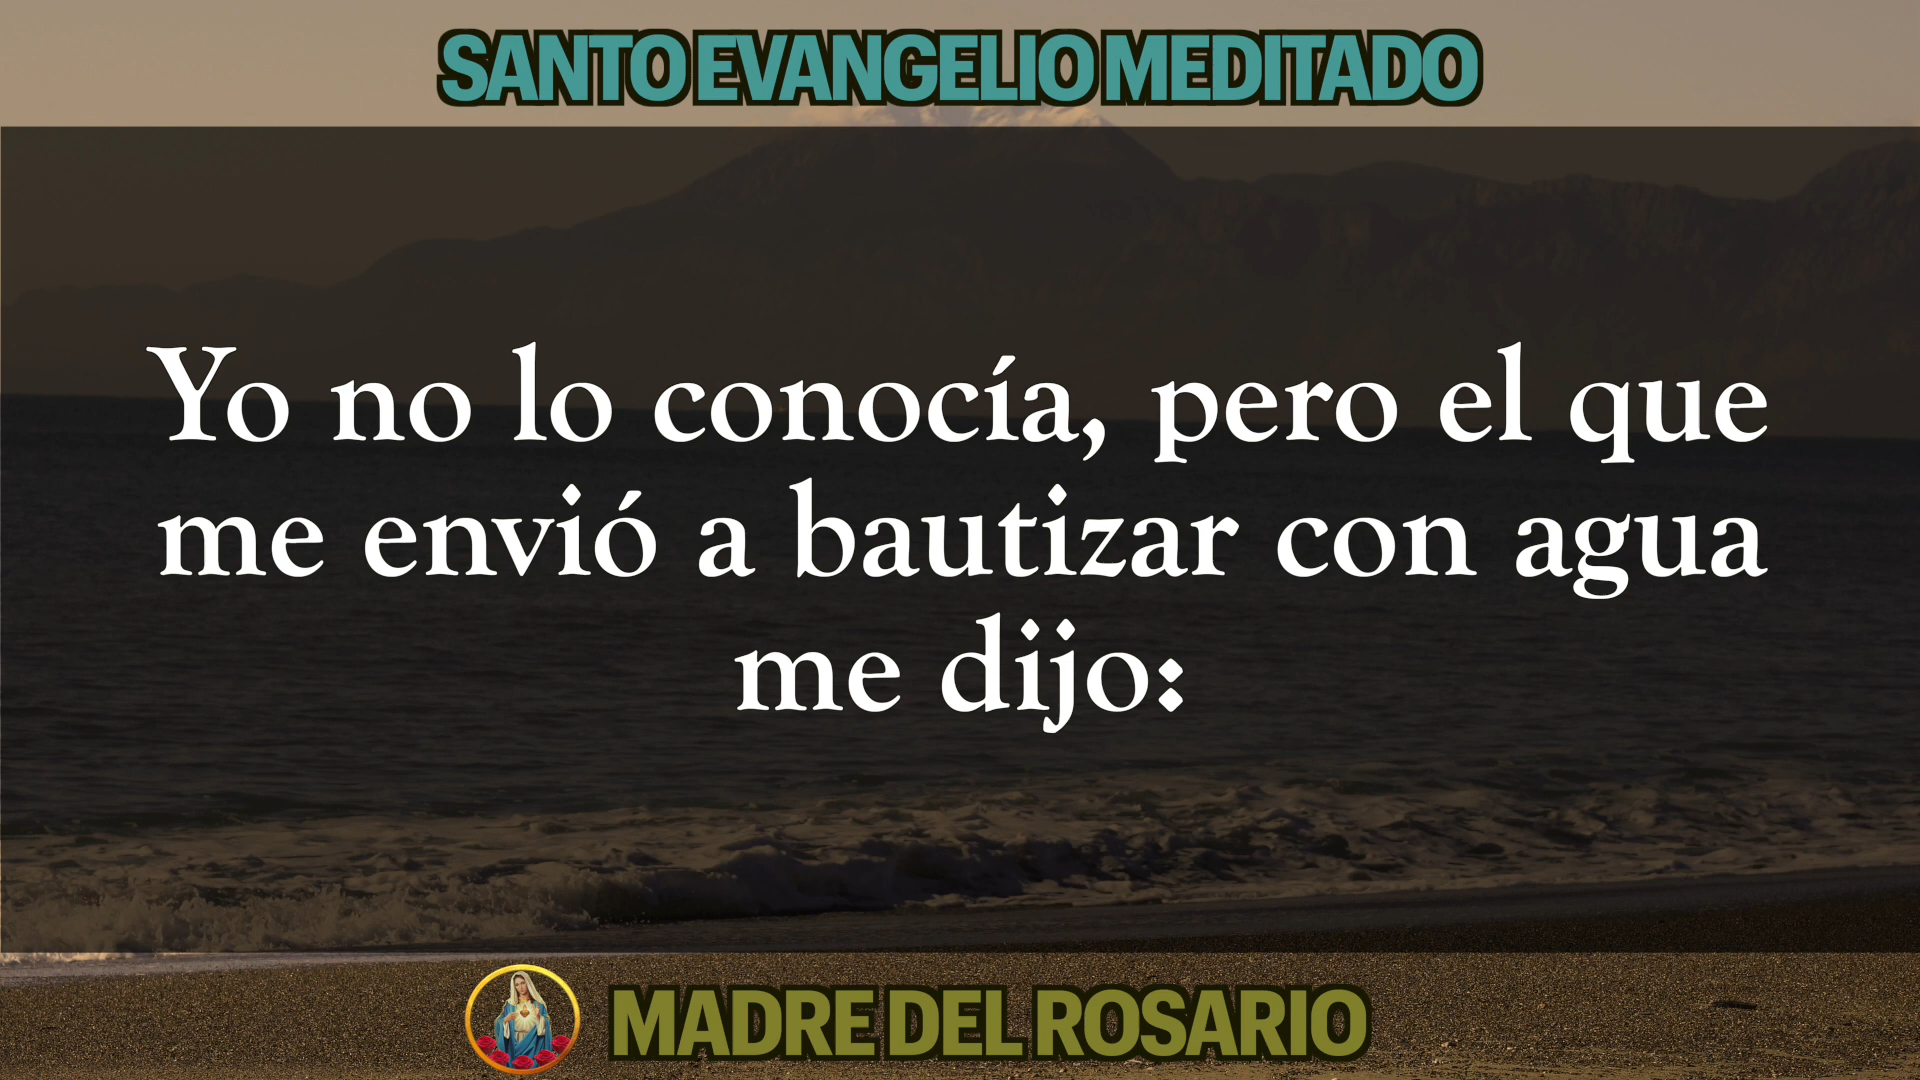 SANTO EVANGELIO MEDITADO
Yo no lo conocía, pero el que
me envió a bautizar con agua
me dijo:
MADRE DEL ROSARIO